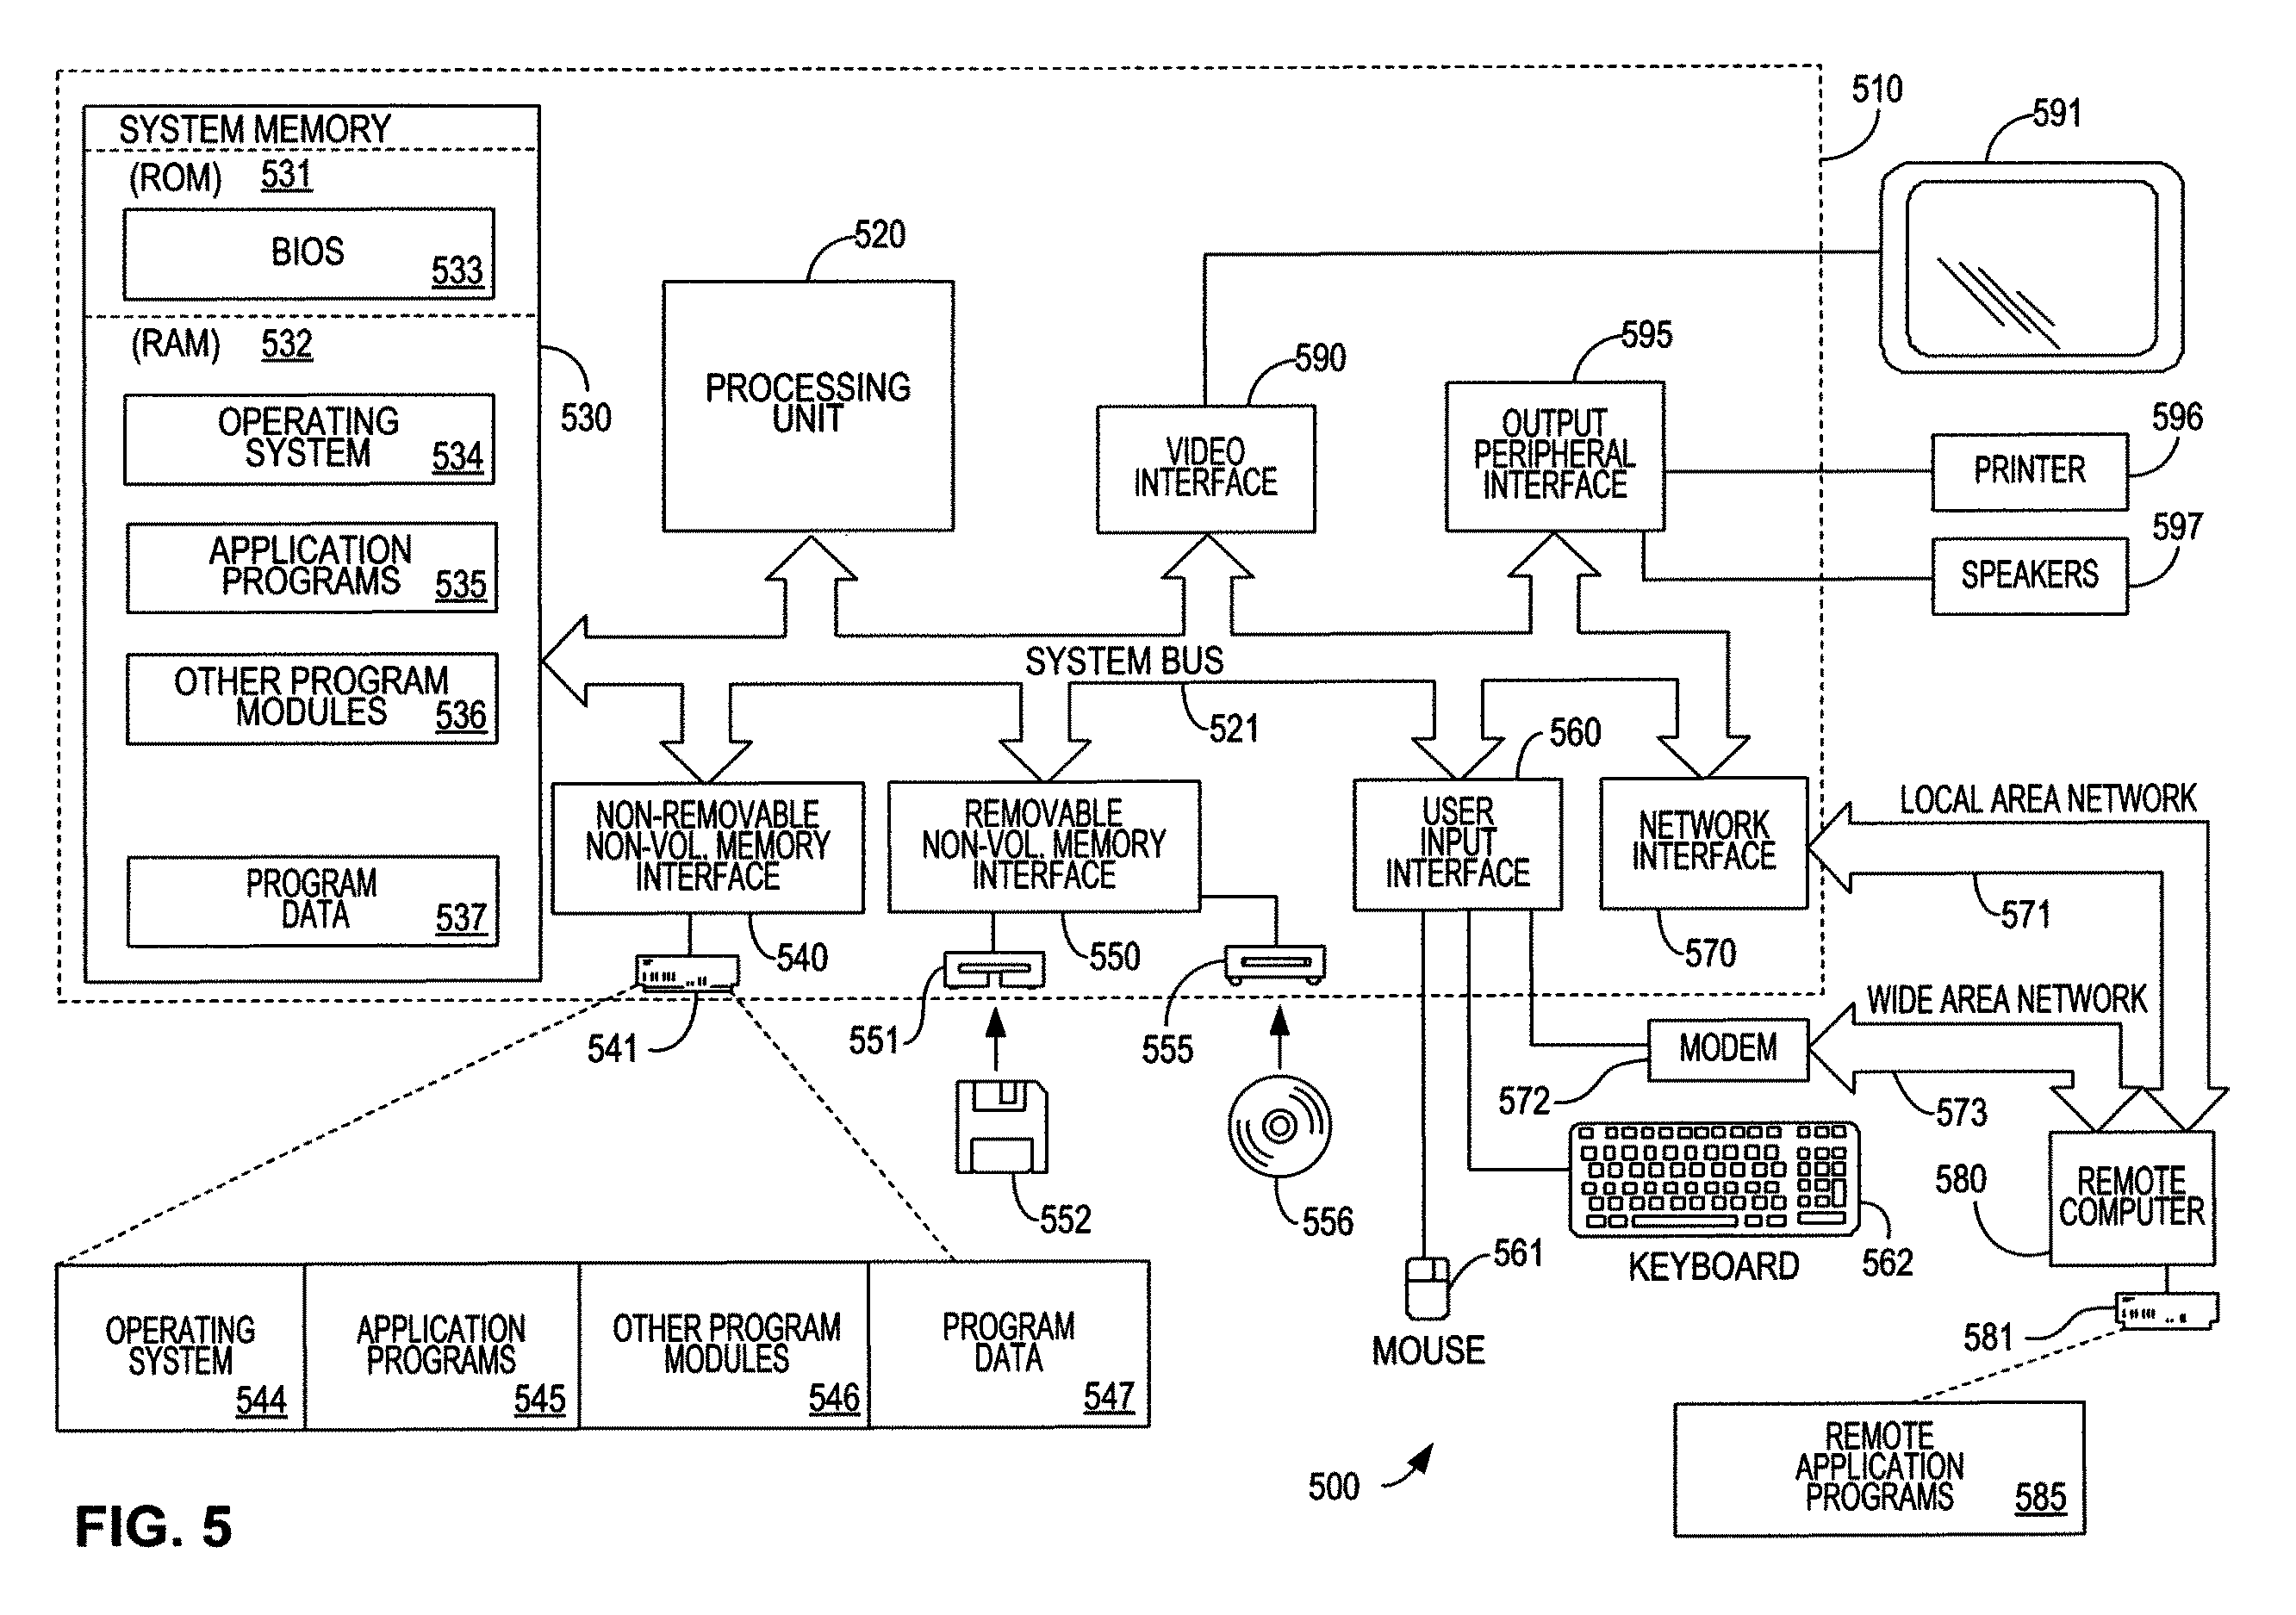 510
591
SYSTEM MEMORY
(ROM) 531
BIOS
533
(RAM) 532
530
OPERATING
SYSTEM
534
APPLICATION
PROGRAMS
535
OTHER PROGRAM
MODULES
536
PROGRAM
DATA
537
520
PROCESSING
UNIT
590
VIDEO
INTERFACE
595
OUTPUT
PERIPHERAL
INTERFACE
596
PRINTER
597
SPEAKERS
SYSTEM BUS
521
NON-REMOVABLE
NON-VOL. MEMORY
INTERFACE
540
541
REMOVABLE
NON-VOL. MEMORY
INTERFACE
550
551
555
552
556
560
USER
INPUT
INTERFACE
NETWORK
INTERFACE
570
LOCAL AREA NETWORK
571
WIDE AREA NETWORK
MODEM
572
573
KEYBOARD
562
561
MOUSE
580
REMOTE
COMPUTER
581
OPERATING
SYSTEM
544
APPLICATION
PROGRAMS
545
OTHER PROGRAM
MODULES
546
PROGRAM
DATA
547
REMOTE
APPLICATION
PROGRAMS
585
500
FIG. 5